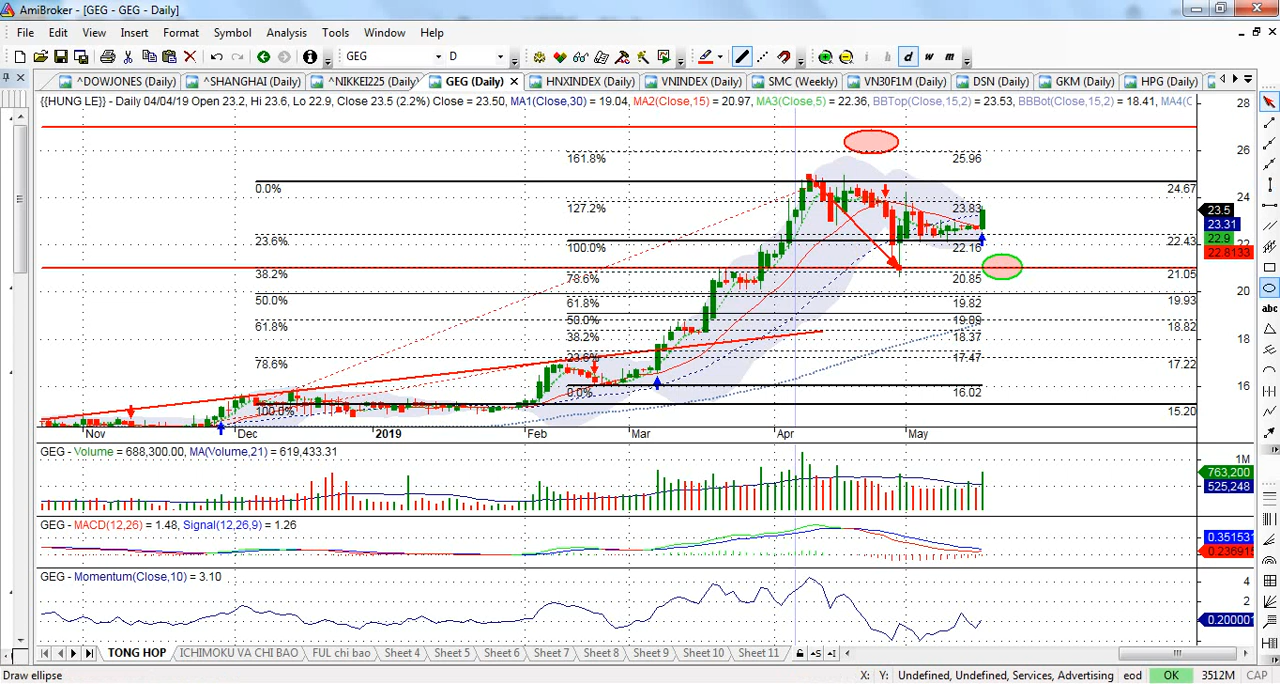 AmiBroker - [GEG - GEG - Daily]
File Edit View Insert Format Symbol Analysis Tools Window Help
GEG D i h d w m
^DOWJONES (Daily) ^SHANGHAI (Daily) ^NIKKEI225 (Daily) GEG (Daily) HNXINDEX (Daily) VNINDEX (Daily) SMC (Weekly) VN30F1M (Daily) DSN (Daily) GKM (Daily) HPG (Daily)
{{HUNG LE}} - Daily 04/04/19 Open 23.2, Hi 23.6, Lo 22.9, Close 23.5 (2.2%) Close = 23.50, MA1(Close,30) = 19.04, MA2(Close,15) = 20.97, MA3(Close,5) = 22.36, BBTop(Close,15,2) = 23.53, BBBot(Close,15,2) = 18.41, MA4(C
28
26
161.8% 25.96
0.0% 24.67
24
127.2% 23.83
23.5
23.31
22.9
22.8133
23.6% 100.0% 22.16 22.43
22
38.2% 78.6% 20.85 21.05
20
50.0% 61.8% 19.82 19.93
61.8% 50.0% 19.09 18.82
38.2% 18.37
18
78.6% 23.6% 17.47 17.22
16
0.0% 16.02
100.0% 15.20
Nov Dec 2019 Feb Mar Apr May
GEG - Volume = 688,300.00, MA(Volume,21) = 619,433.31
1M
763,200
525,248
GEG - MACD(12,26) = 1.48, Signal(12,26,9) = 1.26
0.351531
0.236915
GEG - Momentum(Close,10) = 3.10
4
2
0.200001
abc
TONG HOP ICHIMOKU VA CHI BAO FUL chi bao Sheet 4 Sheet 5 Sheet 6 Sheet 7 Sheet 8 Sheet 9 Sheet 10 Sheet 11
Draw ellipse X: Y: Undefined, Undefined, Services, Advertising eod OK 3512M CAP